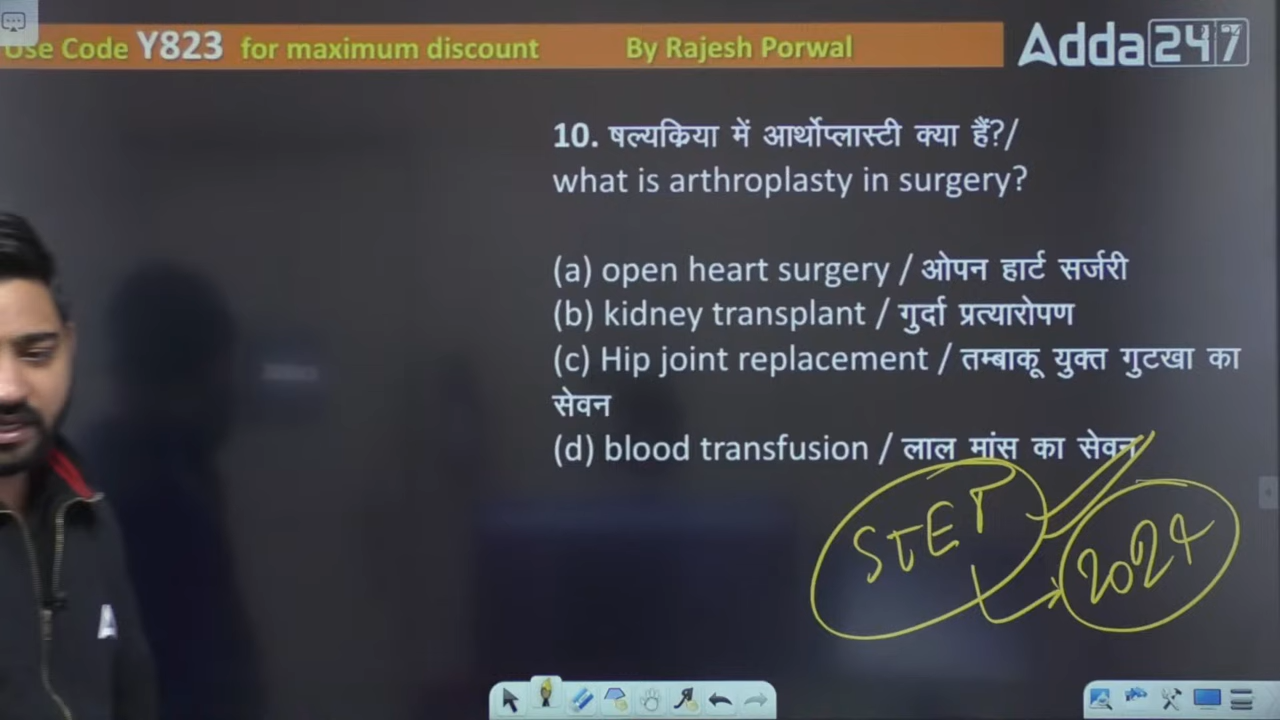 Use Code Y823 for maximum discount By Rajesh Porwal Adda247
10. षल्यकिया में आर्थोप्लास्टी क्या हैं?/
what is arthroplasty in surgery?
(a) open heart surgery / ओपन हार्ट सर्जरी
(b) kidney transplant / गुर्दा प्रत्यारोपण
(c) Hip joint replacement / तम्बाकू युक्त गुटखा का
सेवन
(d) blood transfusion / लाल मांस का सेवन
STET
2024